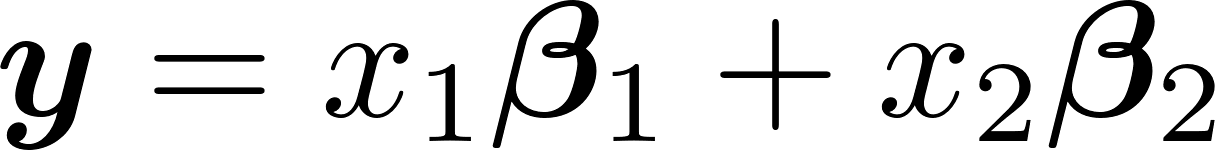 𝒚 = x₁𝜷₁ + x₂𝜷₂